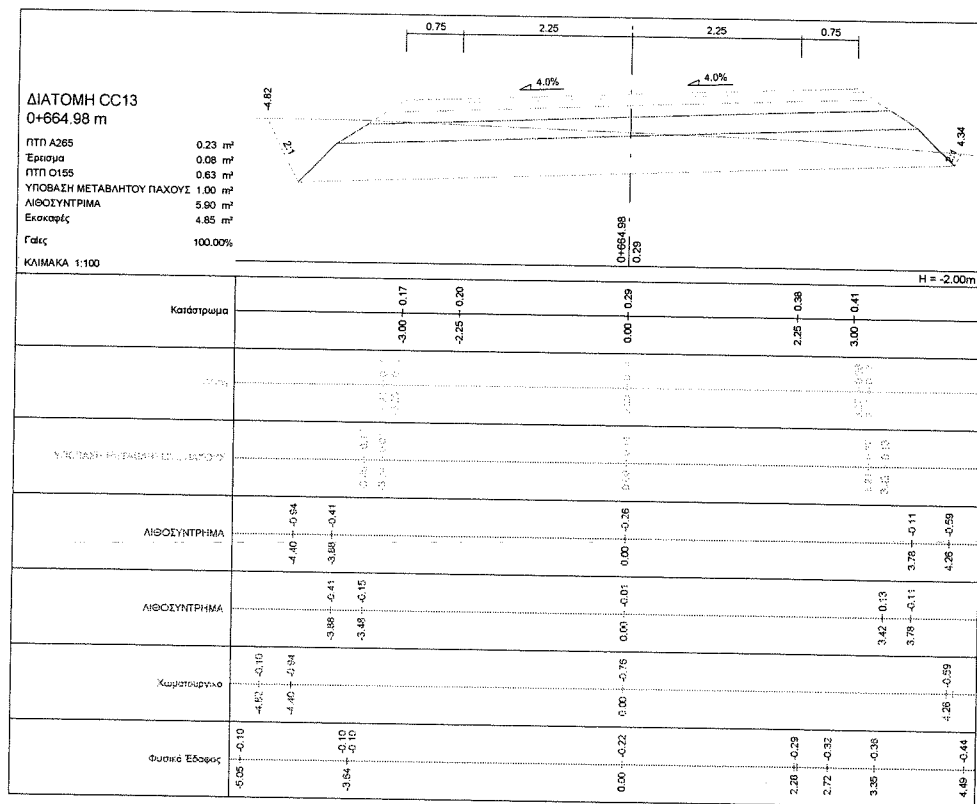 0.75 2.25 2.25 0.75
4.0% 4.0%
-4.82
4.34
ΔΙΑΤΟΜΗ CC13
0+664.98 m
ΠΤΠ Α265 0.23 m²
Έρεισμα 0.08 m²
ΠΤΠ Ο155 0.63 m²
ΥΠΟΒΑΣΗ ΜΕΤΑΒΛΗΤΟΥ ΠΑΧΟΥΣ 1.00 m²
ΛΙΘΟΣΥΝΤΡΙΜΑ 5.90 m²
Εκσκαφές 4.85 m²
Γαίες 100.00%
ΚΛΙΜΑΚΑ 1:100
0+664.98
0.29
H = -2.00m
Κατάστρωμα
-3.00 0.17
-2.25 0.20
0.00 0.29
2.25 0.38
3.00 0.41
ΛΙΘΟΣΥΝΤΡΗΜΑ
-4.40 -0.94
-3.88 -0.41
0.00 -0.26
3.78 -0.11
4.26 -0.59
ΛΙΘΟΣΥΝΤΡΗΜΑ
-3.88 -0.41
-3.48 -0.15
0.00 -0.01
3.42 0.13
3.78 -0.11
Χωματουργικο
-4.82 -0.10
-4.40 -0.94
0.00 -0.76
4.26 -0.59
Φυσικό Έδαφος
-5.05 -0.10
-3.64 -0.10
-0.10
0.00 -0.22
2.28 -0.29
2.72 -0.32
3.35 -0.36
4.49 -0.44